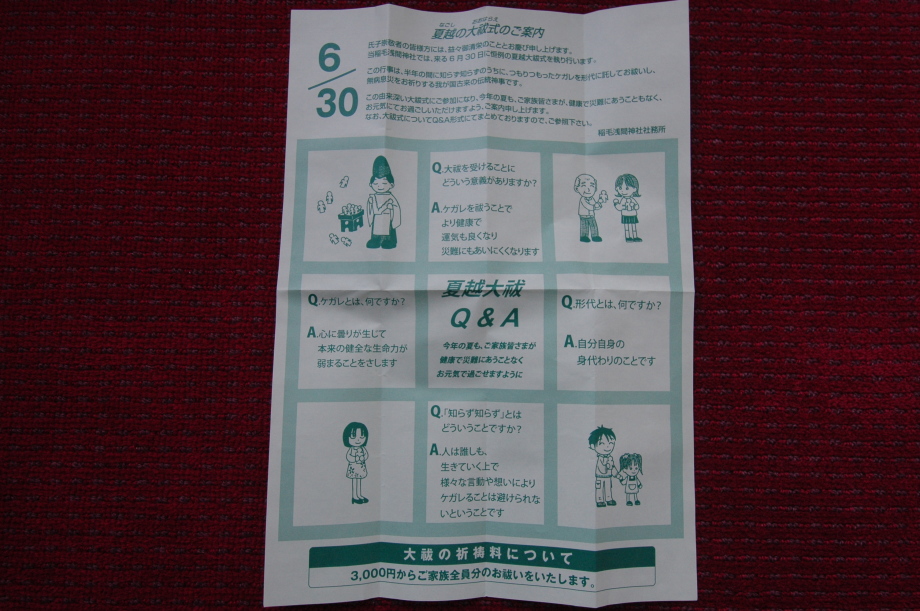 なごし おおはらえ
夏越の大祓式のご案内
6/30
氏子崇敬者の皆様方には、益々御清栄のこととお慶び申し上げます。
当稲毛浅間神社では、来る6月30日に恒例の夏越大祓式を執り行います。
この行事は、半年の間に知らず知らずのうちに、つもりつもったケガレを形代に託してお祓いし、
無病息災をお祈りする我が国古来の伝統神事です。
この由来深い大祓式にご参加になり、今年の夏も、ご家族皆さまが、健康で災難にあうこともなく、
お元気にてお過ごしいただけますよう、ご案内申し上げます。
なお、大祓式についてQ&A形式にてまとめておりますので、ご参照下さい。
稲毛浅間神社社務所
Q.大祓を受けることに
どういう意義がありますか?
A.ケガレを祓うことで
より健康で
運気も良くなり
災難にもあいにくくなります
Q.ケガレとは、何ですか?
A.心に曇りが生じて
本来の健全な生命力が
弱まることをさします
夏越大祓
Q&A
今年の夏も、ご家族皆さまが
健康で災難にあうことなく
お元気で過ごせますように
Q.形代とは、何ですか?
A.自分自身の
身代わりのことです
Q.「知らず知らず」とは
どういうことですか?
A.人は誰しも、
生きていく上で
様々な言動や想いにより
ケガレることは避けられな
いということです
大祓の祈祷料について
3,000円からご家族全員分のお祓いをいたします。